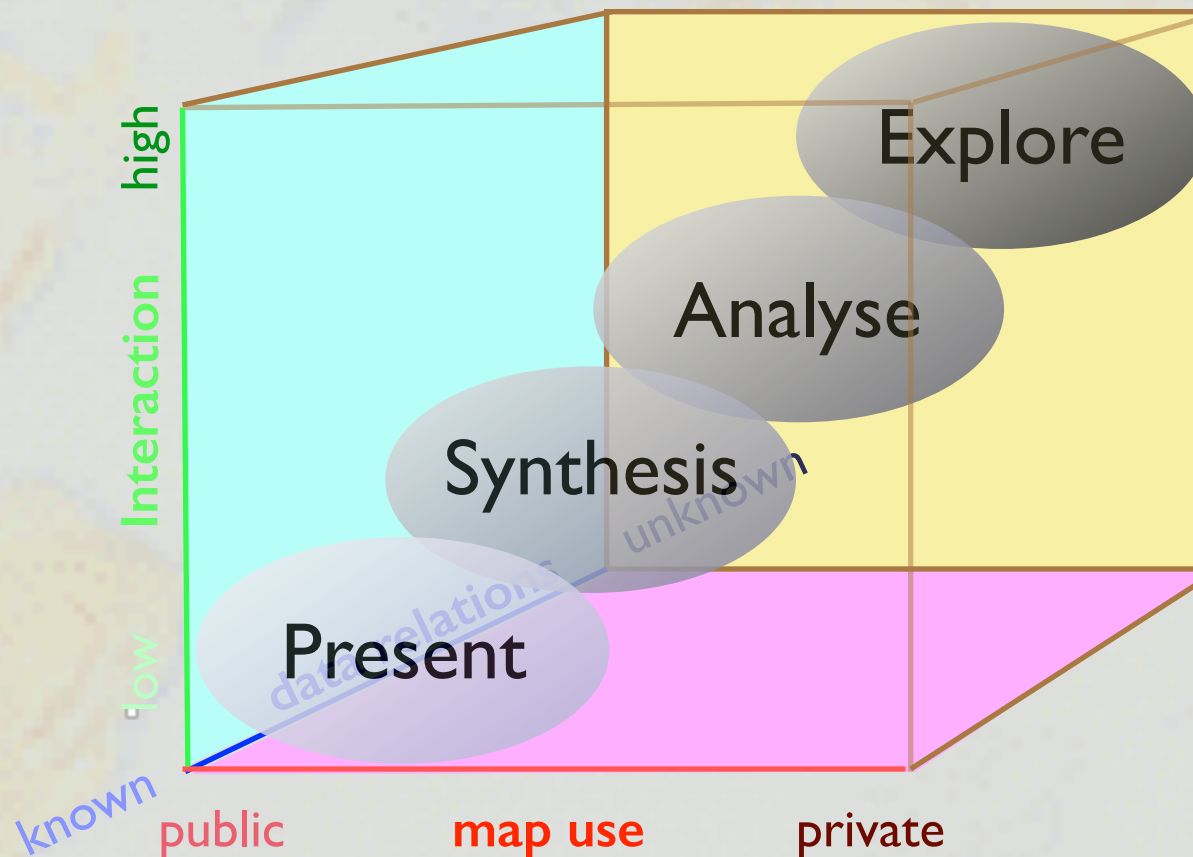 high
Interaction
low
Explore
Analyse
Synthesis
Present
unknown
data relations
known
public
map use
private